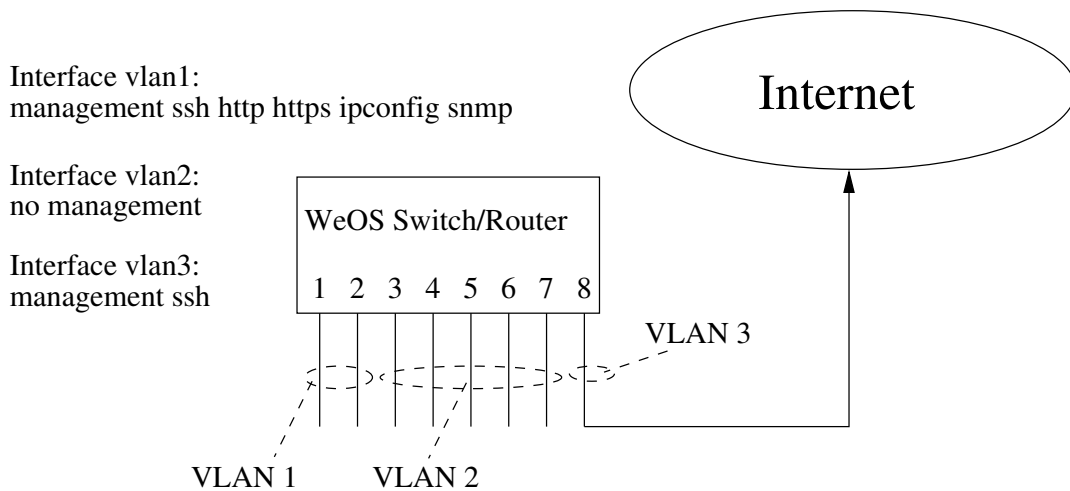 Interface vlan1:
management ssh http https ipconfig snmp
Internet
Interface vlan2:
no management
Interface vlan3:
management ssh
WeOS Switch/Router
1 2 3 4 5 6 7 8
VLAN 3
VLAN 1
VLAN 2